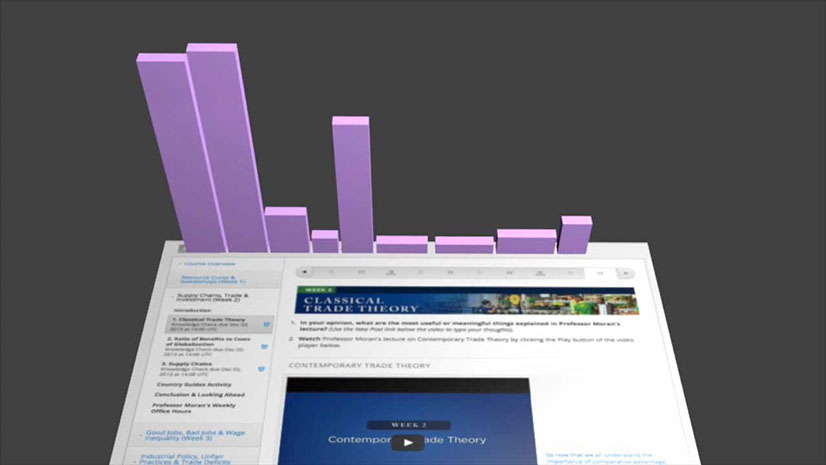 Course Overview
Resource Curse &
Sweatshops (Week 1)
Supply Chains, Trade &
Investment (Week 2)
Introduction
1. Classical Trade Theory
Knowledge Check due Dec 02,
2013 at 14:00 UTC
2. Ratio of Benefits to Costs
of Globalization
Knowledge Check due Dec 02,
2013 at 14:00 UTC
3. Supply Chains
Knowledge Check due Dec 02,
2013 at 14:00 UTC
Country Guides Activity
Conclusion & Looking Ahead
Professor Moran's Weekly
Office Hours
Good Jobs, Bad Jobs & Wage
Inequality (Week 3)
Industrial Policy, Unfair
Practices & Trade Deficits
WEEK 2
CLASSICAL
TRADE THEORY
1. In your opinion, what are the most useful or meaningful things explained in Professor Moran's
lecture? (Use the New Post link below the video to type your thoughts).
2. Watch Professor Moran's lecture on Contemporary Trade Theory by clicking the Play button of the video
player below.
CONTEMPORARY TRADE THEORY
WEEK 2
Contemporary Trade Theory
So now that we all understand the
importance of comparative advantage